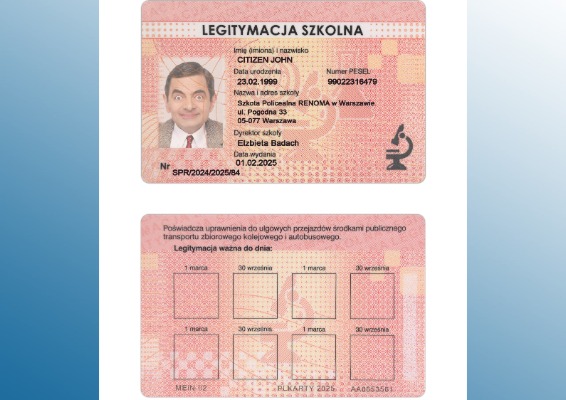 LEGITYMACJA SZKOLNA
Imię (imiona) i nazwisko
CITIZEN JOHN
Data urodzenia Numer PESEL
23.02.1999 99022316479
Nazwa i adres szkoły
Szkoła Policealna RENOMA w Warszawie
ul. Pogodna 33
05-077 Warszawa
Dyrektor szkoły
Elżbieta Badach
Data wydania
01.02.2025
Nr SPR/2024/2025/84
Poświadcza uprawnienia do ulgowych przejazdów środkami publicznego
transportu zbiorowego kolejowego i autobusowego.
Legitymacja ważna do dnia:
1 marca 30 września 1 marca 30 września
1 marca 30 września 1 marca 30 września
MEiN-62 PLKARTY 2025